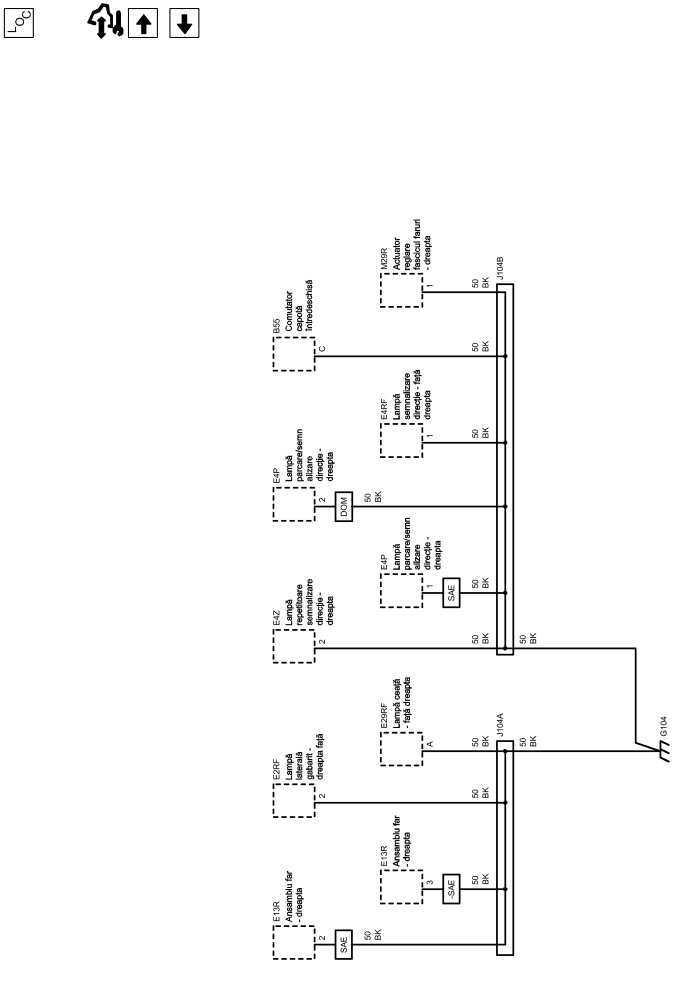 LOC
E13R
Ansamblu far
- dreapta
2
SAE
50
BK
E13R
Ansamblu far
- dreapta
3
-SAE
50
BK
E2RF
Lampă
laterală
gabarit -
dreapta față
2
50
BK
E29RF
Lampă ceață
- față dreapta
A
50
BK
J104A
50
BK
E4Z
Lampă
repetitoare
semnalizare
direcție -
dreapta
2
50
BK
E4P
Lampă
parcare/semn
alizare
direcție -
dreapta
1
SAE
50
BK
E4P
Lampă
parcare/semn
alizare
direcție -
dreapta
2
DOM
50
BK
E4RF
Lampă
semnalizare
direcție - față
dreapta
1
50
BK
B55
Comutator
capotă
întredeschisă
C
50
BK
M29R
Actuator
reglare
fascicul faruri
- dreapta
1
50
BK
J104B
50
BK
G104